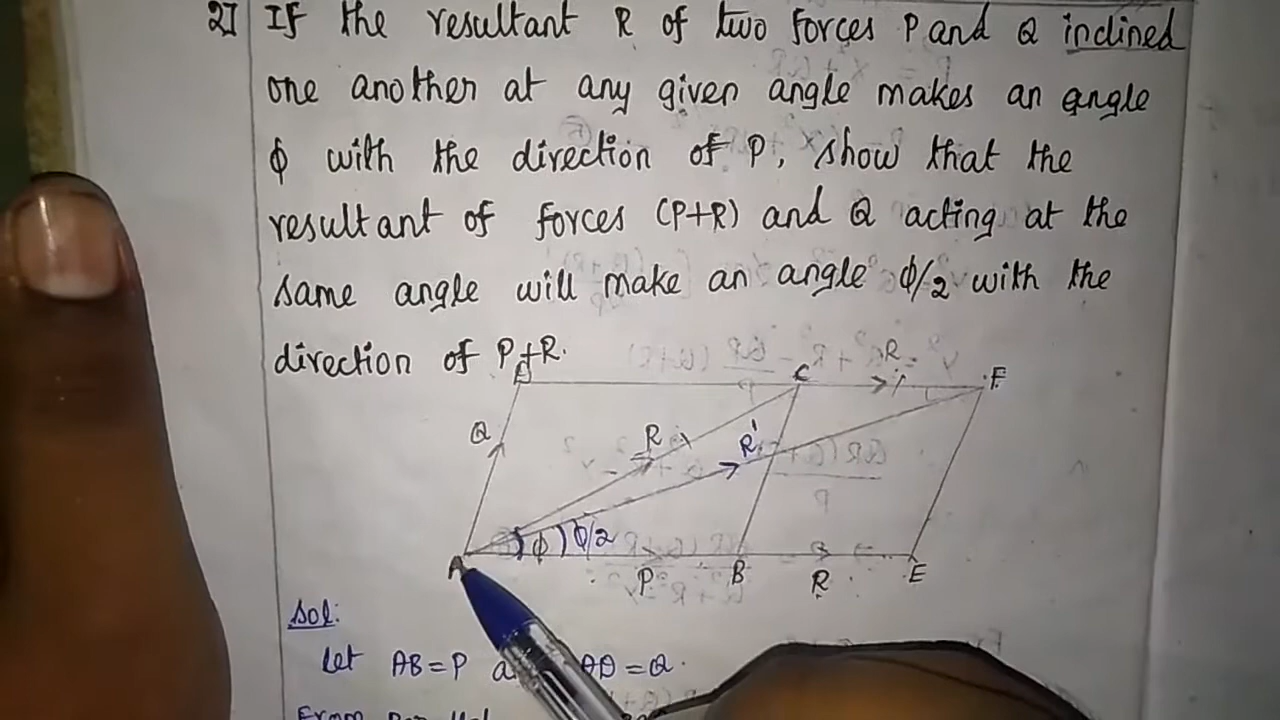 2] If the resultant R of two forces P and Q inclined
one another at any given angle makes an angle
ϕ with the direction of P, show that the
resultant of forces (P+R) and Q acting at the
same angle will make an angle ϕ/2 with the
direction of P+R.
D C R F
Q R R'
ϕ ϕ/2
A P B R E
Sol:
Let AB=P AD=Q.
From